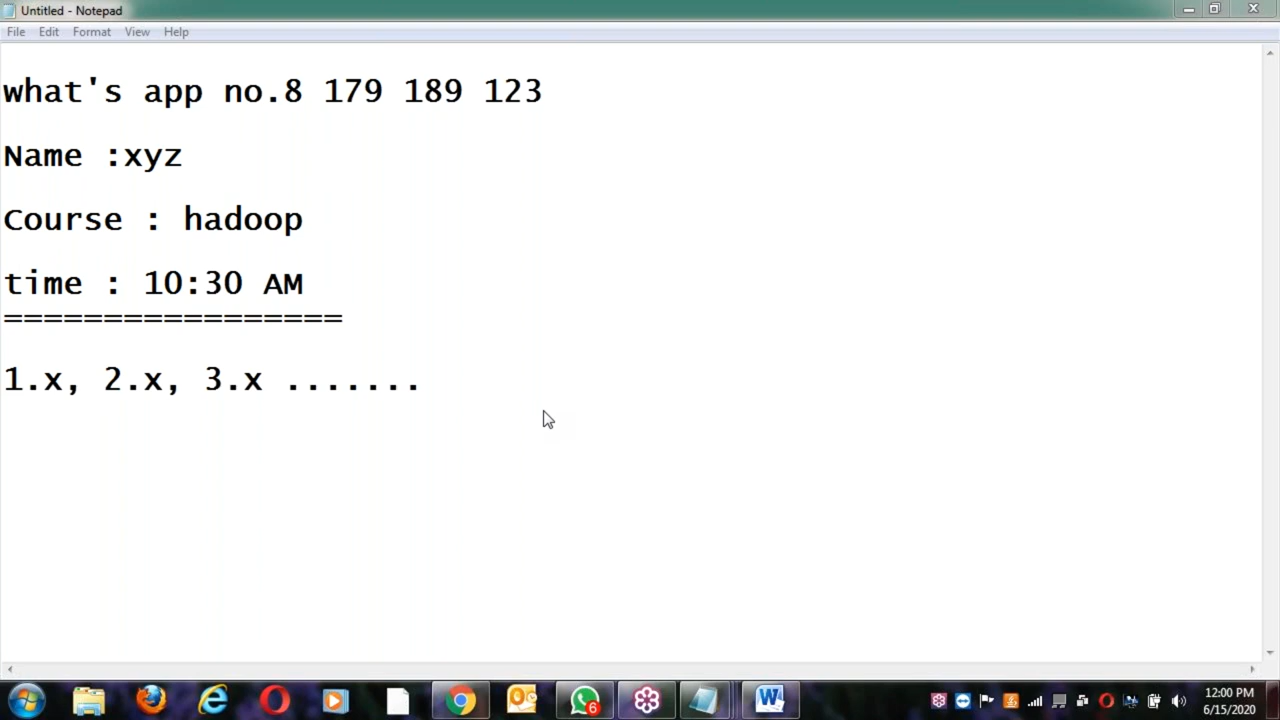 Untitled - Notepad
File Edit Format View Help
what's app no.8 179 189 123
Name :xyz
Course : hadoop
time : 10:30 AM
=================
1.x, 2.x, 3.x .......
6
12:00 PM
6/15/2020